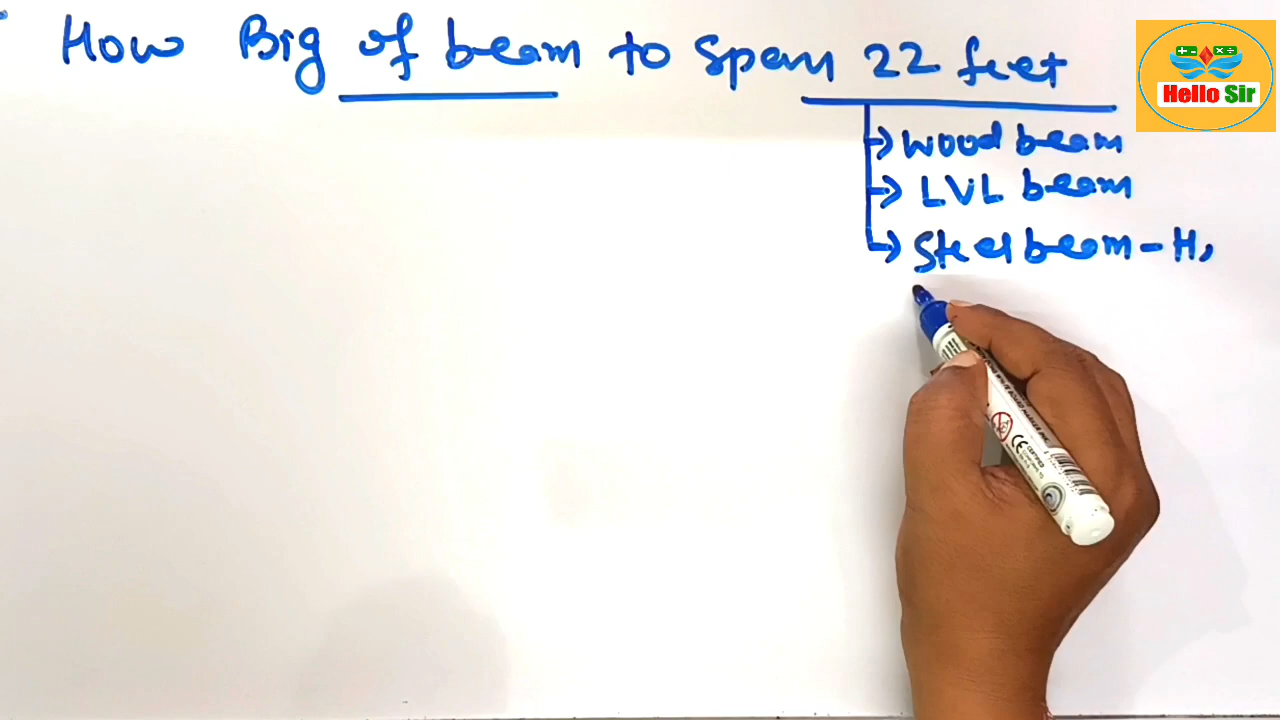 How Big of beam to span 22 feet
Hello Sir
→ wood beam
→ LVL beam
→ Steel beam - H,